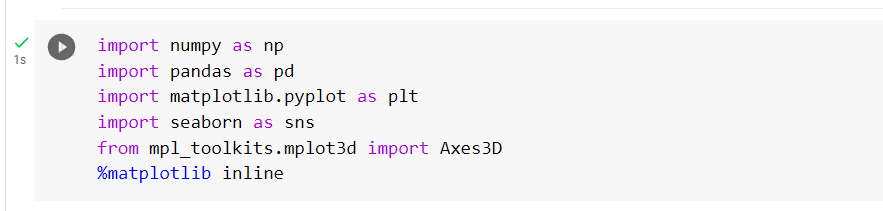 1s
import numpy as np
import pandas as pd
import matplotlib.pyplot as plt
import seaborn as sns
from mpl_toolkits.mplot3d import Axes3D
%matplotlib inline